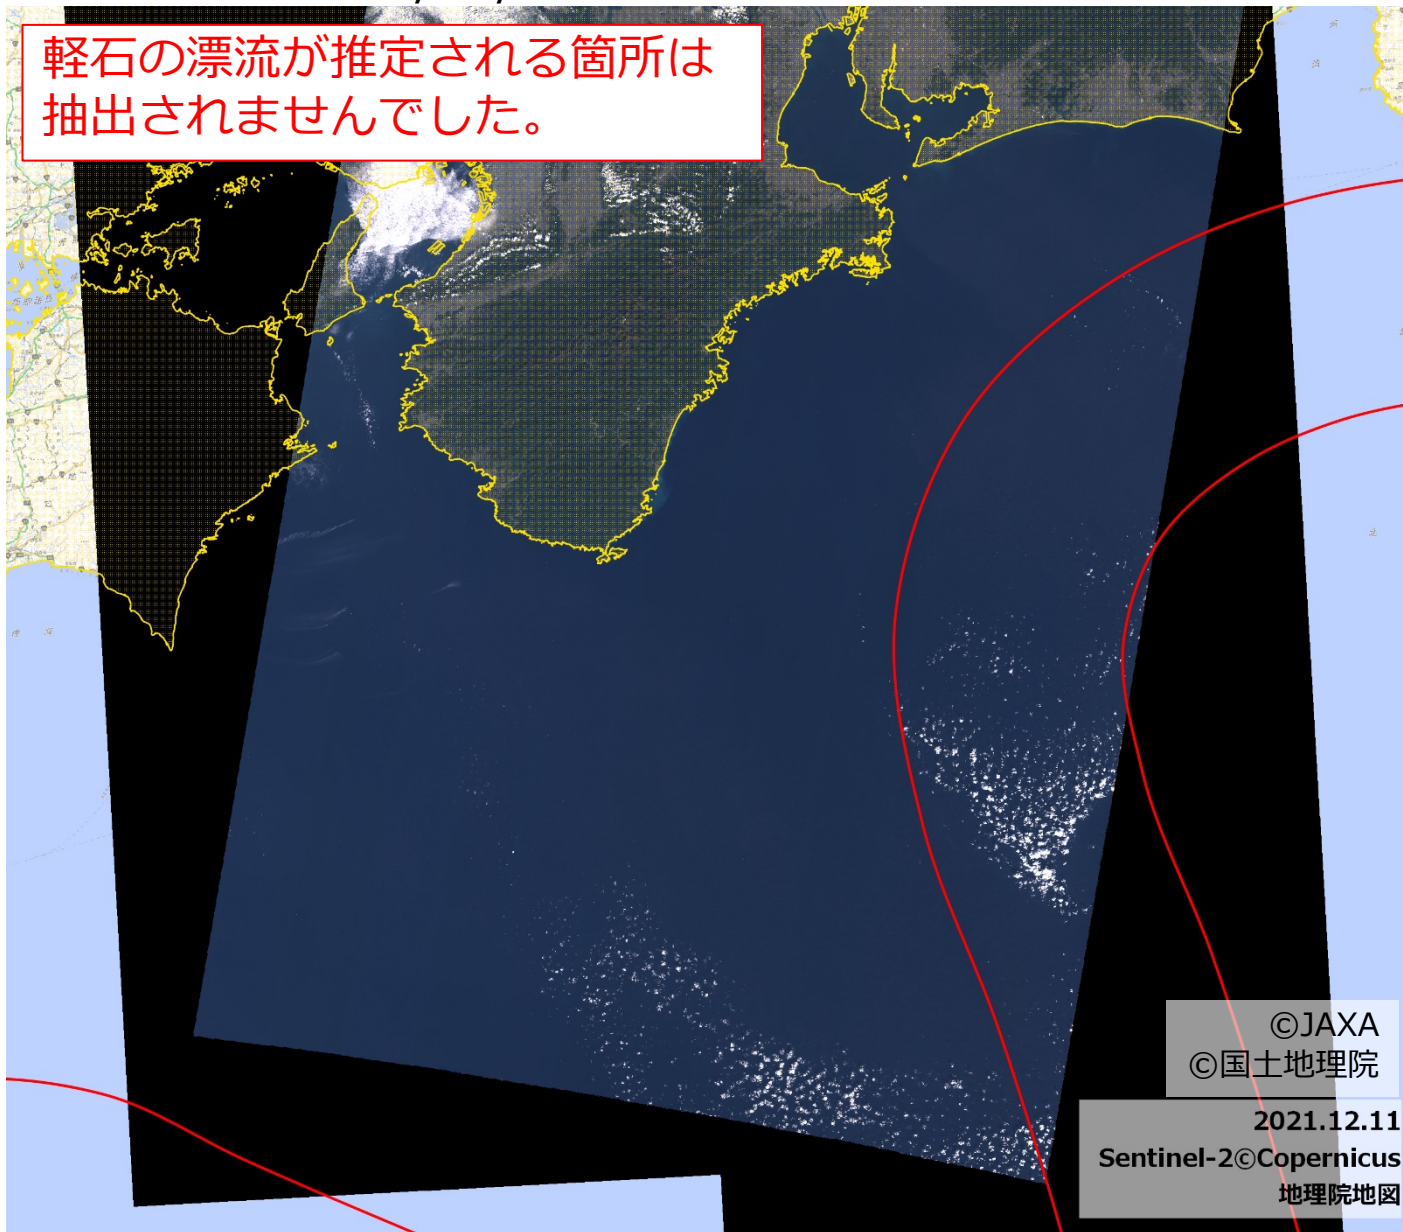 軽石の漂流が推定される箇所は
抽出されませんでした。
©JAXA
©国土地理院
2021.12.11
Sentinel-2©Copernicus
地理院地図